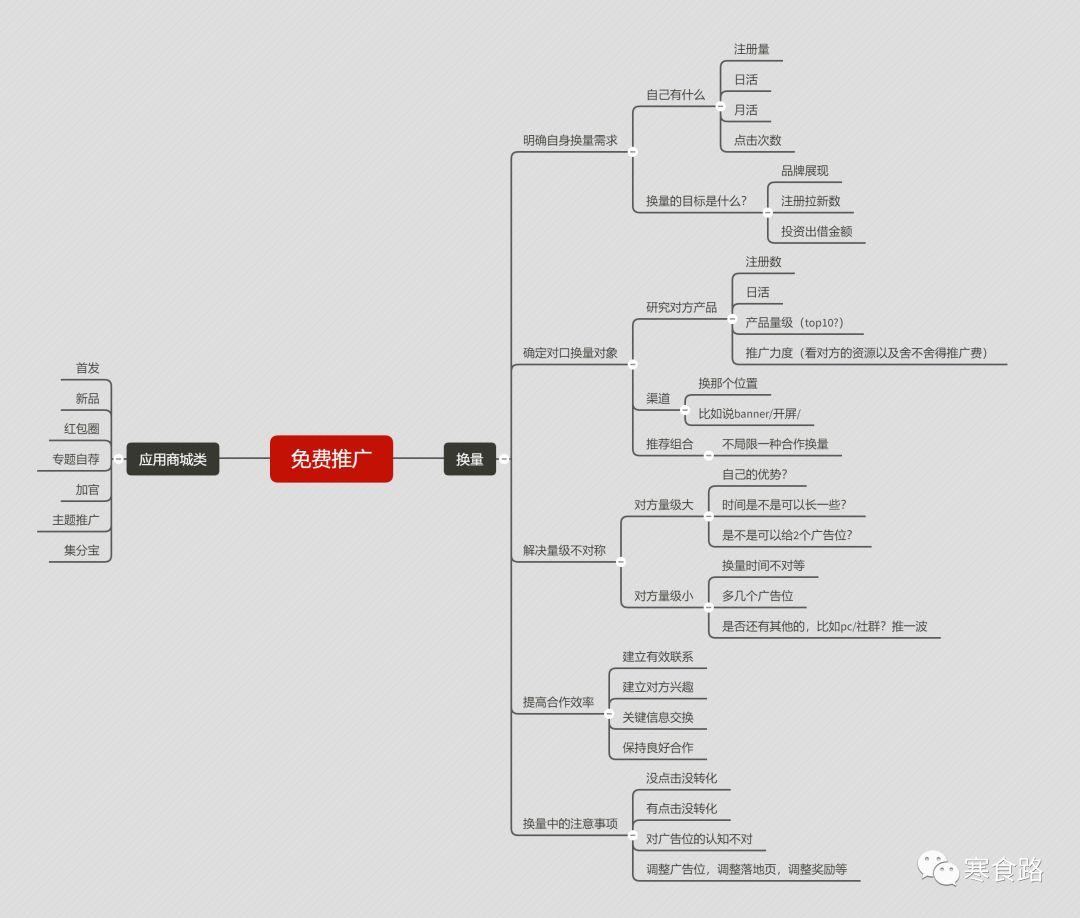 免费推广
应用商城类
首发
新品
红包圈
专题自荐
加官
主题推广
集分宝
换量
明确自身换量需求
自己有什么
注册量
日活
月活
点击次数
换量的目标是什么?
品牌展现
注册拉新数
投资出借金额
确定对口换量对象
研究对方产品
注册数
日活
产品量级（top10?）
推广力度（看对方的资源以及舍不舍得推广费）
渠道
换那个位置
比如说banner/开屏/
推荐组合
不局限一种合作换量
解决量级不对称
对方量级大
自己的优势?
时间是不是可以长一些?
是不是可以给2个广告位?
对方量级小
换量时间不对等
多几个广告位
是否还有其他的，比如pc/社群？推一波
提高合作效率
建立有效联系
建立对方兴趣
关键信息交换
保持良好合作
换量中的注意事项
没点击没转化
有点击没转化
对广告位的认知不对
调整广告位，调整落地页，调整奖励等
寒食路